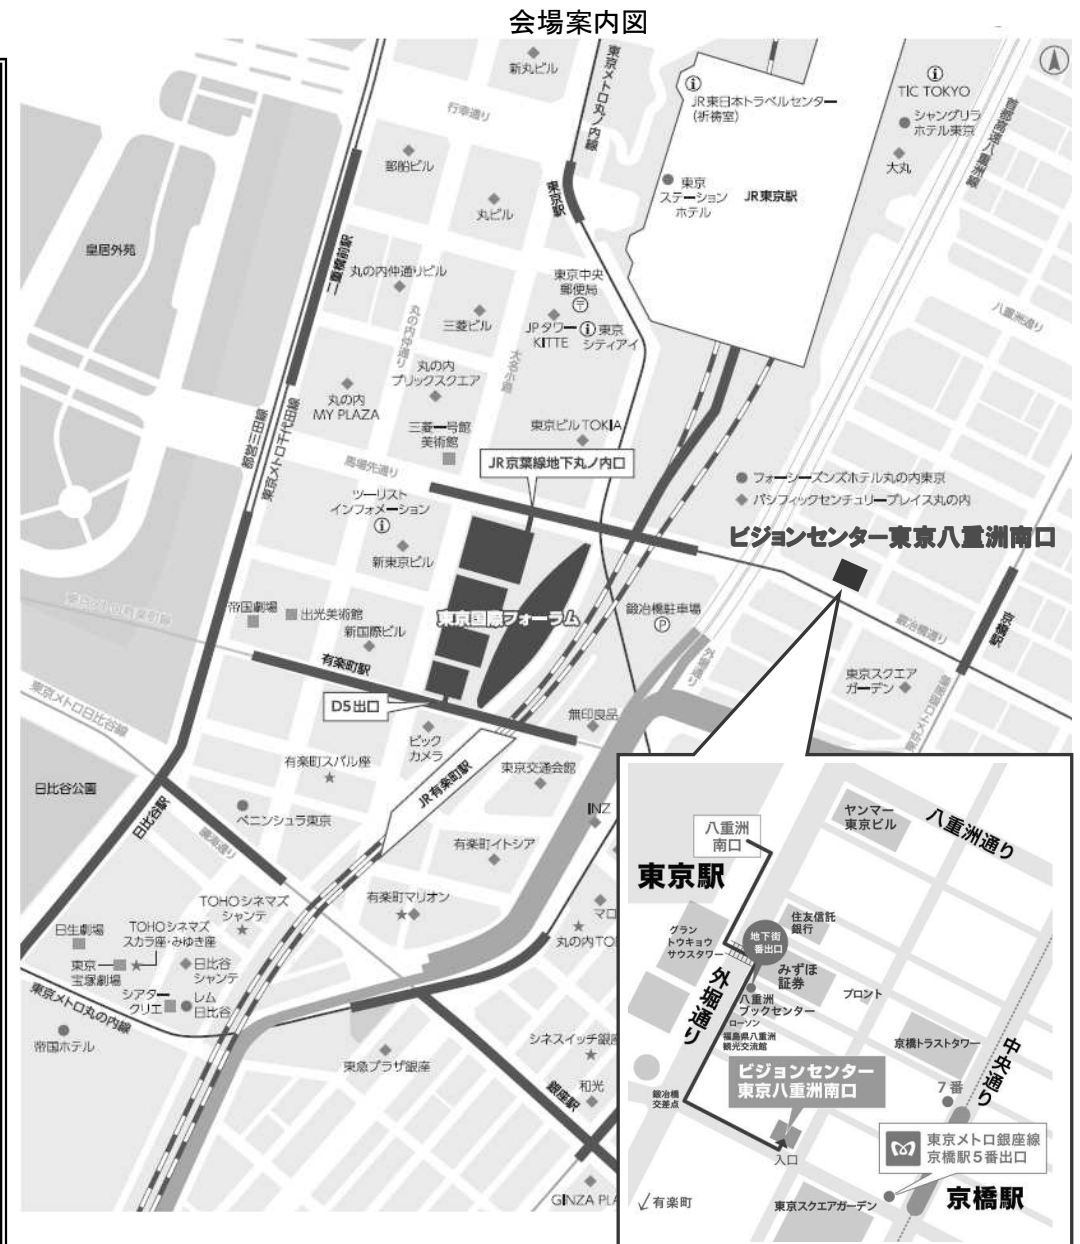 会場案内図
新丸ビル
行幸通り
東京メトロ丸ノ内線
JR東日本トラベルセンター
(祈祷室)
TIC TOKYO
シャングリラ
ホテル東京
大丸
首都高速八重洲線
郵船ビル
丸ビル
東京駅
東京
ステーション
ホテル
JR東京駅
皇居外苑
二重橋前駅
丸の内仲通りビル
丸の内仲通り
三菱ビル
東京中央
郵便局
JPタワー
KITTE
東京
シティアイ
大名小路
八重洲通り
丸の内
ブリックスクエア
丸の内
MY PLAZA
三菱一号館
美術館
東京ビルTOKIA
都営三田線
東京メトロ千代田線
馬場先通り
JR京葉線地下丸ノ内口
フォーシーズンズホテル丸の内東京
パシフィックセンチュリープレイス丸の内
ツーリスト
インフォメーション
新東京ビル
ビジョンセンター東京八重洲南口
東京メトロ有楽町線
帝国劇場
出光美術館
新国際ビル
東京国際フォーラム
鍛冶橋駐車場
P
外堀通り
鍛冶橋通り
京橋駅
有楽町駅
D5出口
東京スクエア
ガーデン
東京メトロ銀座線
東京メトロ日比谷線
無印良品
ビック
カメラ
有楽町スバル座
JR有楽町駅
東京交通会館
日比谷公園
日比谷駅
ペニンシュラ東京
INZ
晴海通り
有楽町イトシア
TOHOシネマズ
シャンテ
有楽町マリオン
マロ
日生劇場
TOHOシネマズ
スカラ座・みゆき座
丸の内TO
東京
宝塚劇場
日比谷
シャンテ
シアター
クリエ
レム
日比谷
東京メトロ丸の内線
帝国ホテル
東急プラザ銀座
シネスイッチ銀座
銀座駅
和光
GINZA PLA
八重洲
南口
ヤンマー
東京ビル
八重洲通り
東京駅
グラン
トウキョウ
サウスタワー
地下街
番出口
住友信託
銀行
みずほ
証券
外堀通り
八重洲
ブックセンター
ローソン
福島県八重洲
観光交流館
プロント
京橋トラストタワー
中央通り
ビジョンセンター
東京八重洲南口
鍛冶橋
交差点
7番
入口
東京メトロ銀座線
京橋駅5番出口
有楽町
東京スクエアガーデン
京橋駅